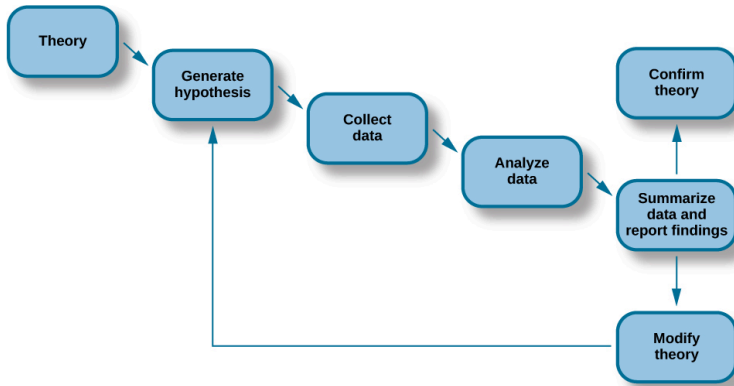 Theory
Generate
hypothesis
Collect
data
Analyze
data
Confirm
theory
Summarize
data and
report findings
Modify
theory